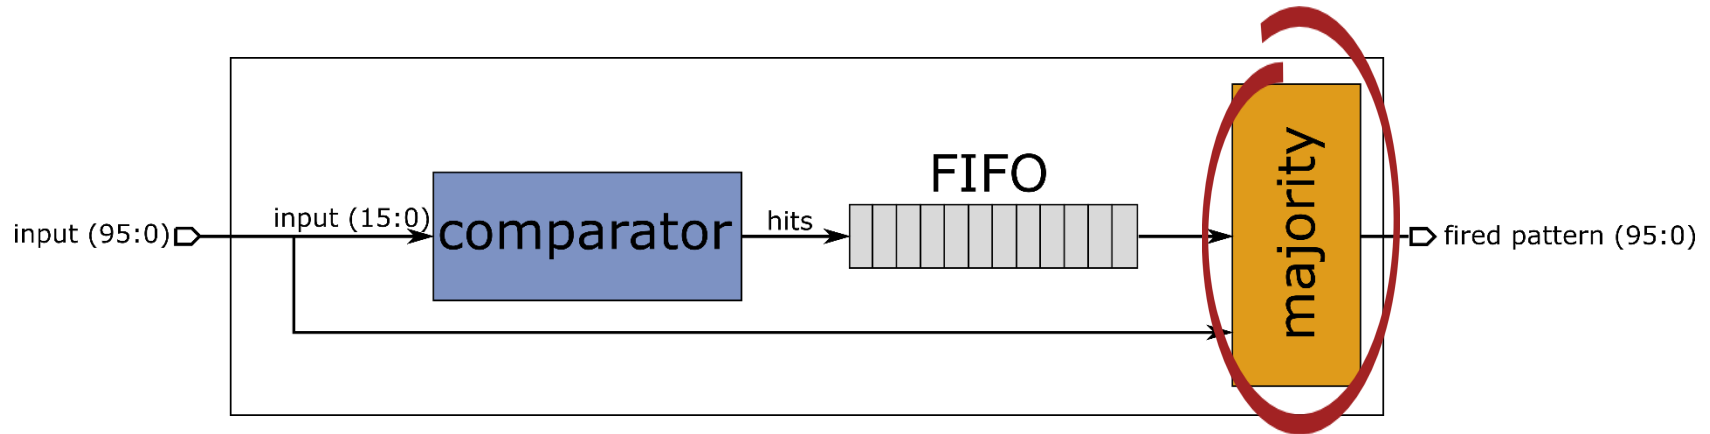 input (95:0)
input (15:0)
comparator
hits
FIFO
majority
fired pattern (95:0)